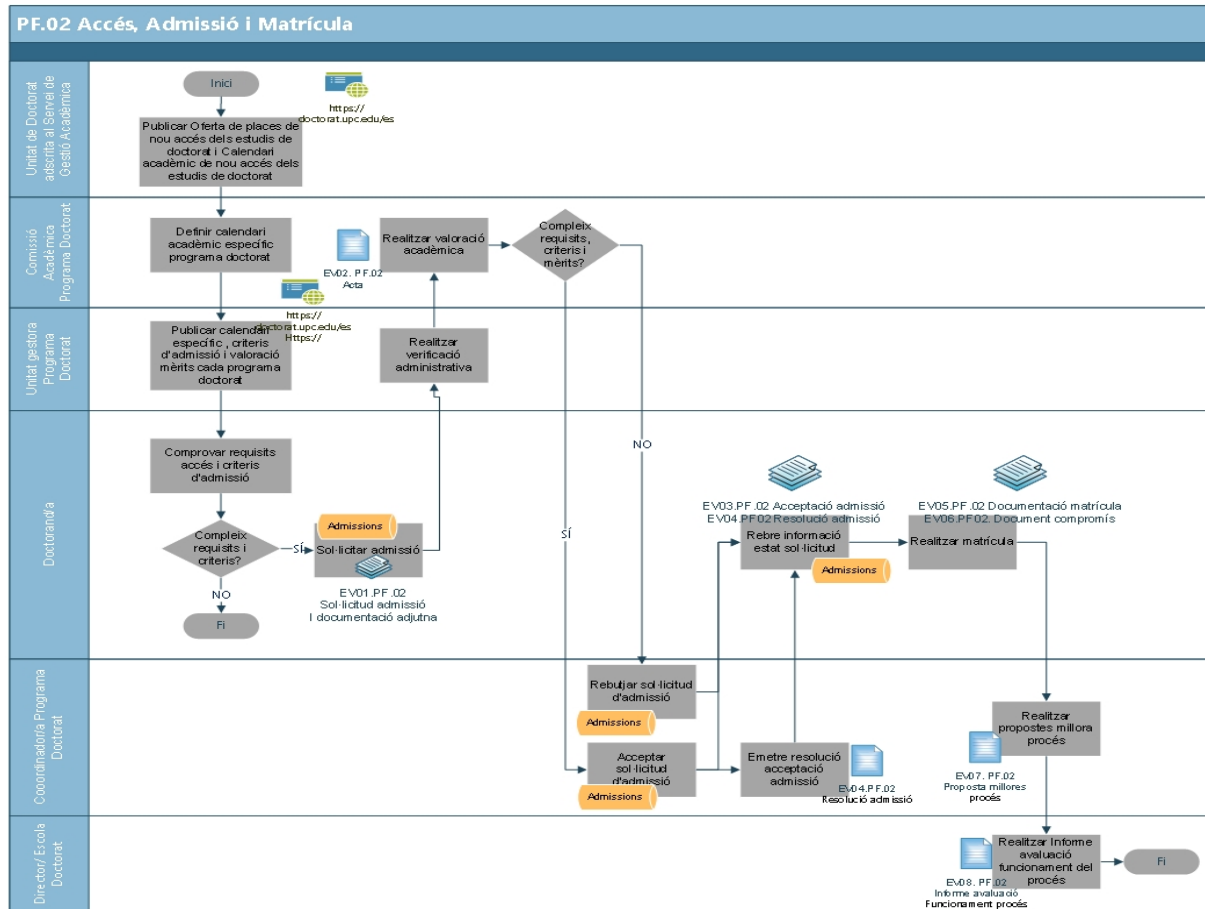 PF.02 Accés, Admissió i Matrícula
Unitat de Doctorat
adscrita al Servei de
Gestió Acadèmica
Inici
https://
doctorat.upc.edu/es
Publicar Oferta de places de
nou accés dels estudis de
doctorat i Calendari
acadèmic de nou accés dels
estudis de doctorat
Comissió
Acadèmica
Programa Doctorat
Definir calendari
acadèmic específic
programa doctorat
EV02. PF.02
Acta
Realitzar valoració
acadèmica
Compleix
requisits,
criteris i
mèrits?
Unitat gestora
Programa
Doctorat
https://
doctorat.upc.edu/es
Https://
Publicar calendari
específic , criteris
d'admissió i valoració
mèrits cada programa
doctorat
Realitzar
verificació
administrativa
Doctorand/a
Comprovar requisits
accés i criteris
d'admissió
Compleix
requisits i
criteris?
SÍ
NO
Fi
Admissions
Sol·licitar admissió
EV01.PF.02
Sol·licitud admissió
I documentació adjutna
NO
SÍ
EV03.PF.02 Acceptació admissió
EV04.PF.02 Resolució admissió
Rebre informació
estat sol·licitud
Admissions
EV05.PF.02 Documentació matrícula
EV06.PF.02. Document compromís
Realitzar matrícula
Cooordinador/a Programa
Doctorat
Rebutjar sol·licitud
d'admissió
Admissions
Acceptar
sol·licitud
d'admissió
Admissions
Emetre resolució
acceptació
admissió
EV04.PF.02
Resolució admissió
Realitzar
propostes millora
procés
EV07. PF.02
Proposta millores
procés
Director/ Escola
Doctorat
Realitzar Informe
avaluació
funcionament del
procés
EV08. PF.02
Informe avaluació
Funcionament procés
Fi